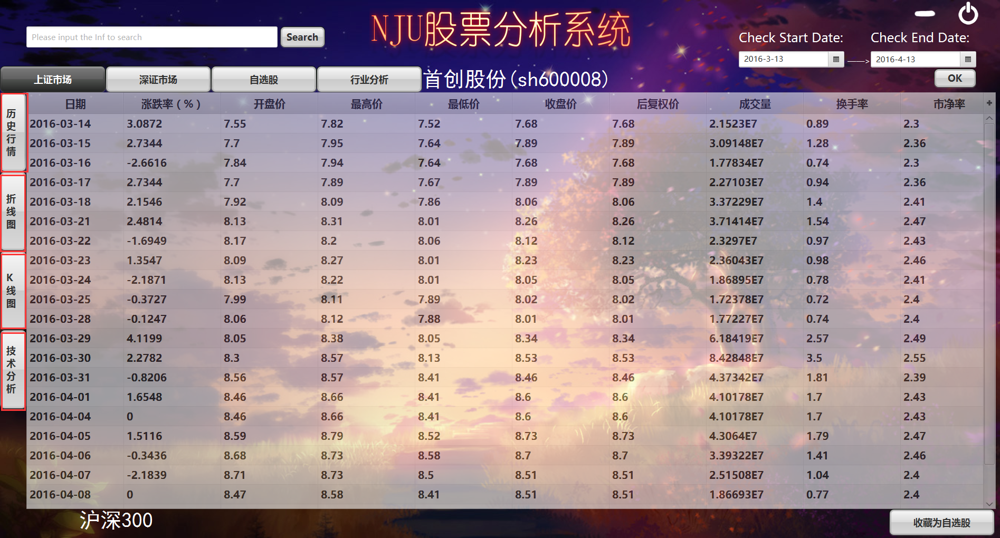 NJU股票分析系统
Please input the Inf to search
Search
Check Start Date:
Check End Date:
2016-3-13
——>
2016-4-13
OK
上证市场
深证市场
自选股
行业分析
首创股份(sh600008)
历史行情
折线图
K线图
技术分析
日期 涨跌率（%） 开盘价 最高价 最低价 收盘价 后复权价 成交量 换手率 市净率 +
2016-03-14 3.0872 7.55 7.82 7.52 7.68 7.68 2.1523E7 0.89 2.3
2016-03-15 2.7344 7.7 7.95 7.64 7.89 7.89 3.09148E7 1.28 2.36
2016-03-16 -2.6616 7.84 7.94 7.64 7.68 7.68 1.77834E7 0.74 2.3
2016-03-17 2.7344 7.7 7.89 7.67 7.89 7.89 2.27103E7 0.94 2.36
2016-03-18 2.1546 7.92 8.09 7.86 8.06 8.06 3.37229E7 1.4 2.41
2016-03-21 2.4814 8.13 8.31 8.01 8.26 8.26 3.71414E7 1.54 2.47
2016-03-22 -1.6949 8.17 8.2 8.06 8.12 8.12 2.3297E7 0.97 2.43
2016-03-23 1.3547 8.09 8.27 8.01 8.23 8.23 2.36043E7 0.98 2.46
2016-03-24 -2.1871 8.13 8.22 8.01 8.05 8.05 1.86895E7 0.78 2.41
2016-03-25 -0.3727 7.99 8.11 7.89 8.02 8.02 1.72378E7 0.72 2.4
2016-03-28 -0.1247 8.06 8.12 7.88 8.01 8.01 1.77227E7 0.74 2.4
2016-03-29 4.1199 8.05 8.38 8.05 8.34 8.34 6.18419E7 2.57 2.49
2016-03-30 2.2782 8.3 8.57 8.13 8.53 8.53 8.42848E7 3.5 2.55
2016-03-31 -0.8206 8.56 8.57 8.41 8.46 8.46 4.37342E7 1.81 2.39
2016-04-01 1.6548 8.46 8.66 8.41 8.6 8.6 4.10178E7 1.7 2.43
2016-04-04 0 8.46 8.66 8.41 8.6 8.6 4.10178E7 1.7 2.43
2016-04-05 1.5116 8.59 8.79 8.52 8.73 8.73 4.3064E7 1.79 2.47
2016-04-06 -0.3436 8.68 8.73 8.58 8.7 8.7 3.39322E7 1.41 2.46
2016-04-07 -2.1839 8.71 8.73 8.5 8.51 8.51 2.51508E7 1.04 2.4
2016-04-08 0 8.47 8.58 8.41 8.51 8.51 1.86693E7 0.77 2.4
沪深300
收藏为自选股